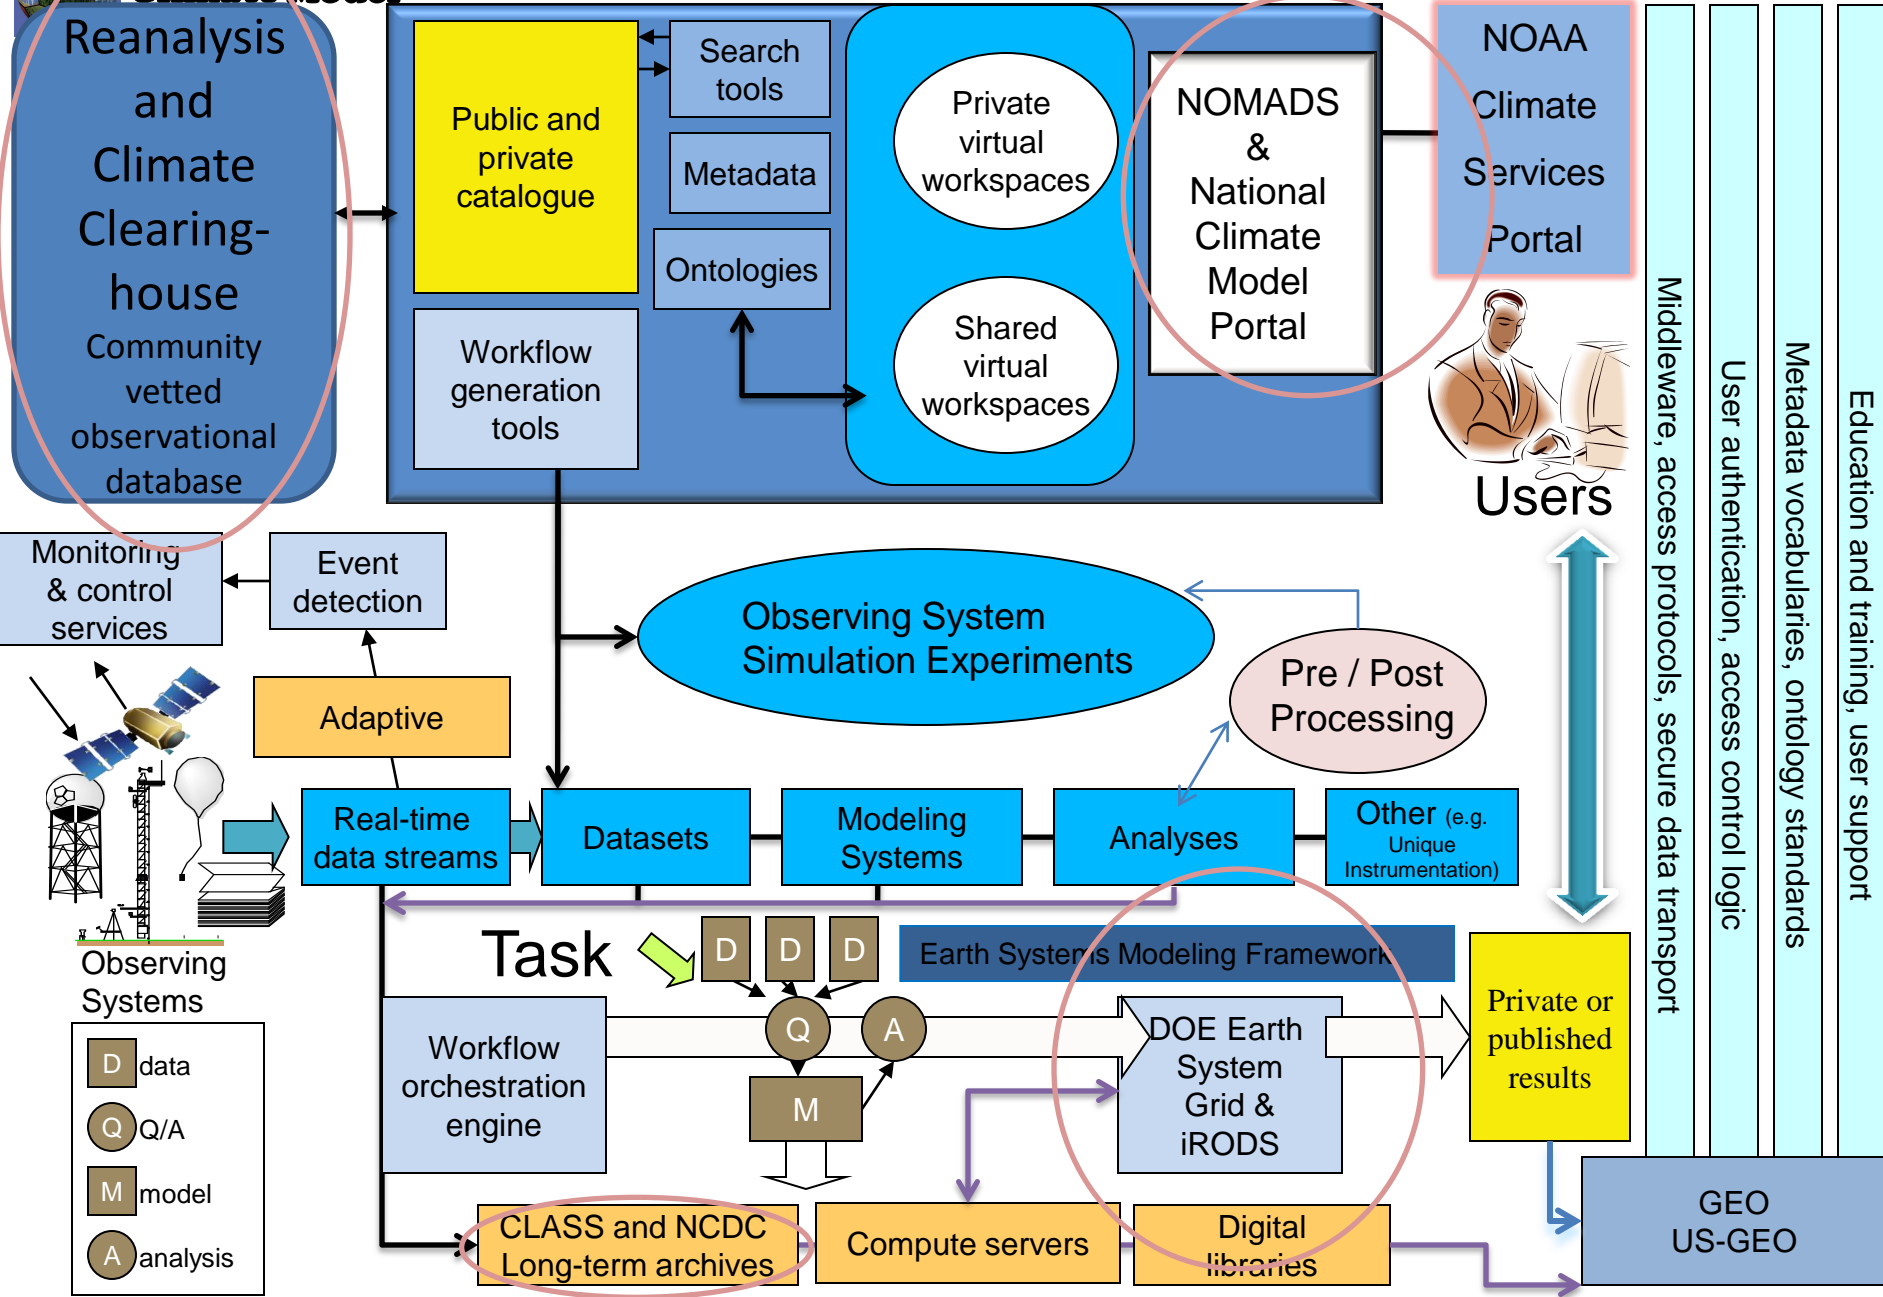 Reanalysis
and
Climate
Clearing-
house
Community
vetted
observational
database
Public and
private
catalogue
Search
tools
Metadata
Ontologies
Workflow
generation
tools
Private
virtual
workspaces
Shared
virtual
workspaces
NOMADS
&
National
Climate
Model
Portal
NOAA
Climate
Services
Portal
Users
Middleware, access protocols, secure data transport
User authentication, access control logic
Metadata vocabularies, ontology standards
Education and training, user support
Monitoring
& control
services
Event
detection
Adaptive
Observing System
Simulation Experiments
Pre / Post
Processing
Real-time
data streams
Datasets
Modeling
Systems
Analyses
Other (e.g.
Unique
Instrumentation)
Observing
Systems
Task
D
D
D
Earth Systems Modeling Framework
Q
A
M
Workflow
orchestration
engine
DOE Earth
System
Grid &
iRODS
Private or
published
results
D data
Q Q/A
M model
A analysis
CLASS and NCDC
Long-term archives
Compute servers
Digital
libraries
GEO
US-GEO